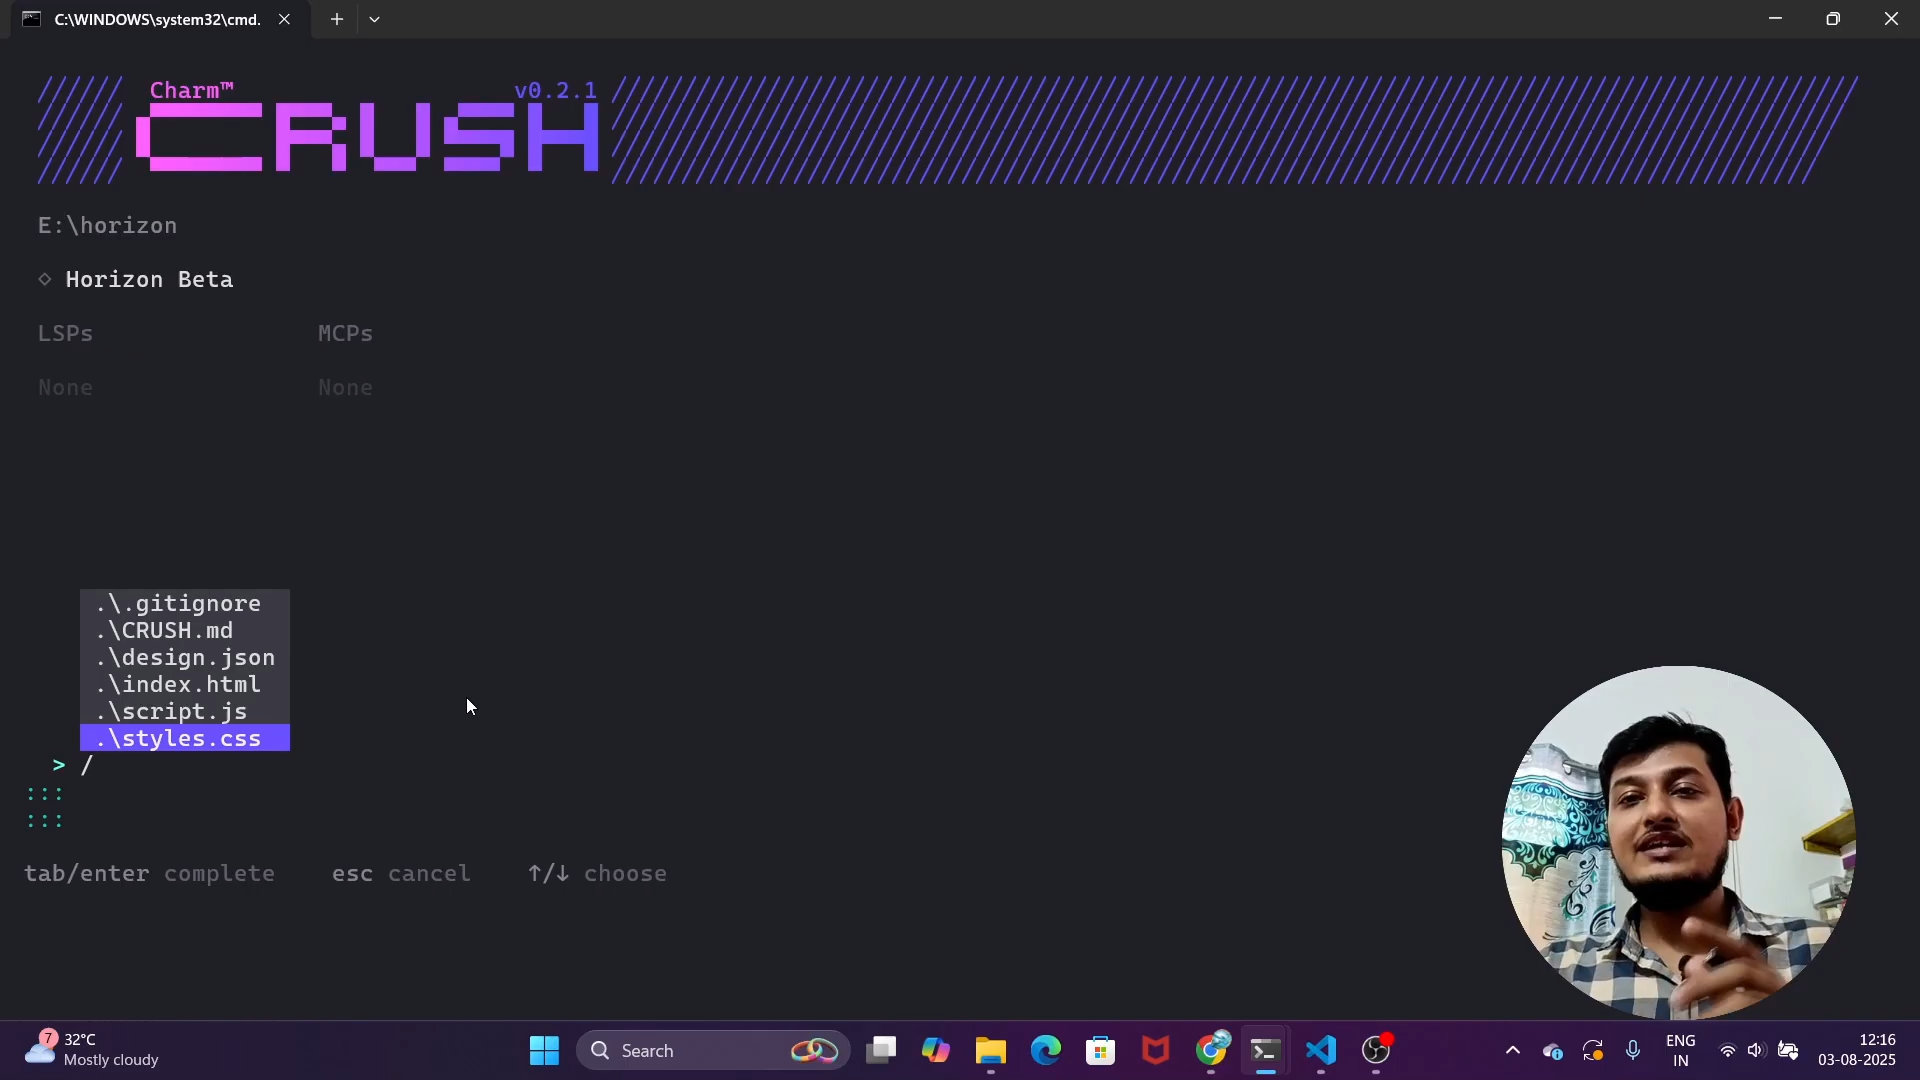 C:\WINDOWS\system32\cmd.
Charm™ v0.2.1
CRUSH
E:\horizon
◇ Horizon Beta
LSPs MCPs
None None
.\.gitignore
.\CRUSH.md
.\design.json
.\index.html
.\script.js
.\styles.css
> /
:::
:::
tab/enter complete esc cancel ↑/↓ choose
7 32°C
Mostly cloudy
Search
ENG
IN
12:16
03-08-2025